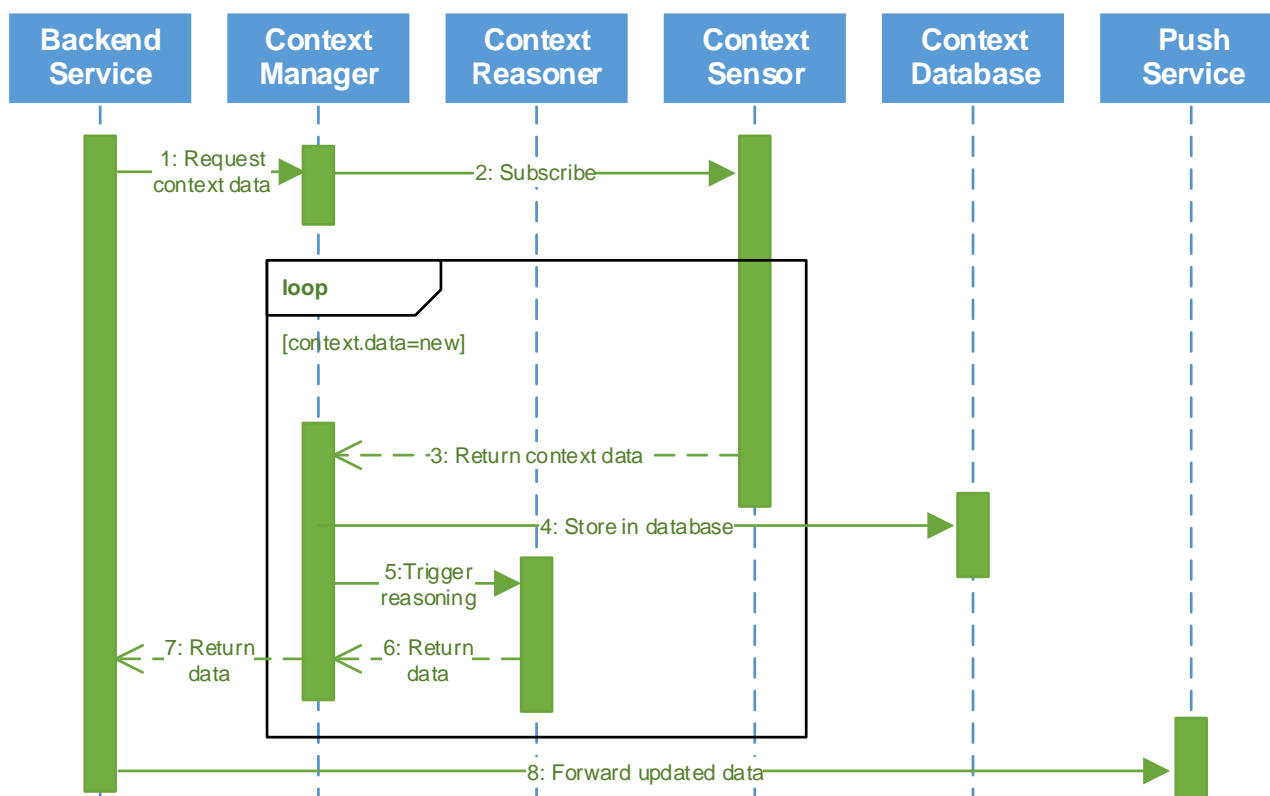 Backend
Service
Context
Manager
Context
Reasoner
Context
Sensor
Context
Database
Push
Service
1: Request
context data
2: Subscribe
loop
[context.data=new]
3: Return context data
4: Store in database
5:Trigger
reasoning
7: Return
data
6: Return
data
8: Forward updated data